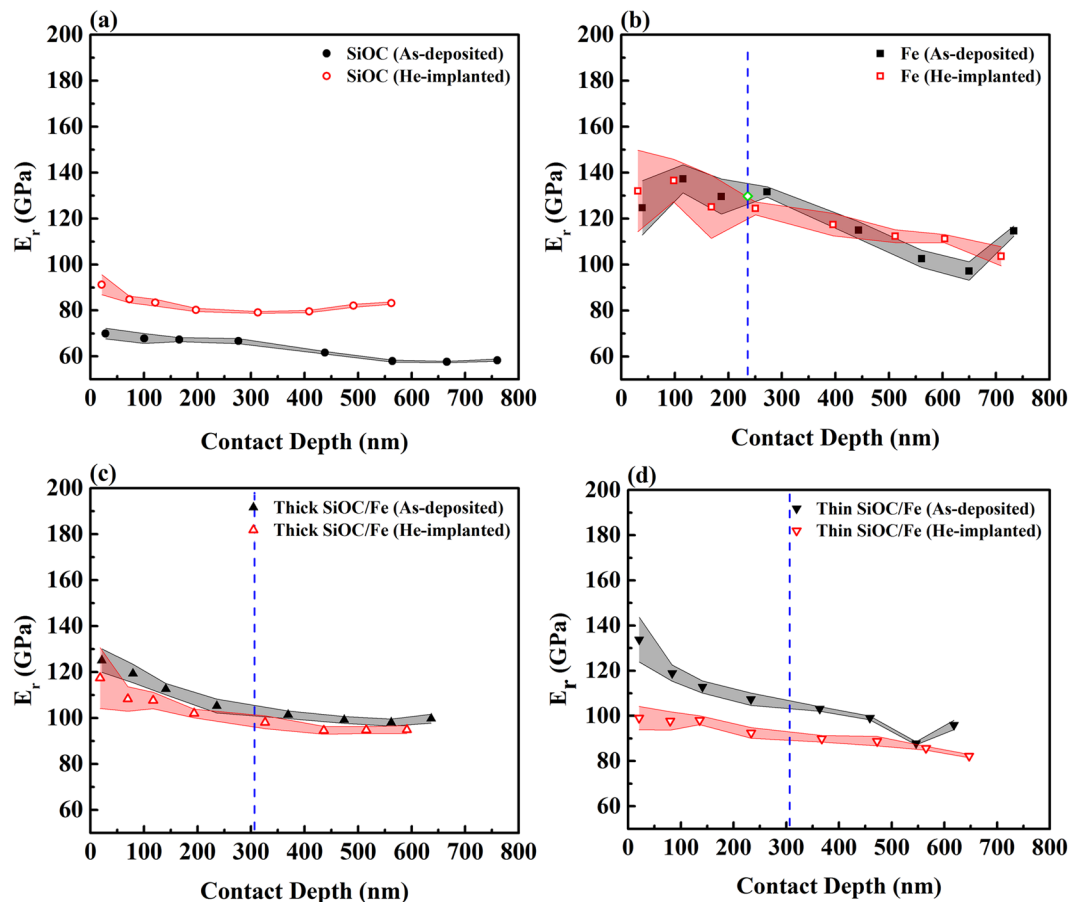 (a)
SiOC (As-deposited)
SiOC (He-implanted)
200
180
160
140
120
100
80
60
E_r (GPa)
0 100 200 300 400 500 600 700 800
Contact Depth (nm)
(b)
Fe (As-deposited)
Fe (He-implanted)
200
180
160
140
120
100
80
60
E_r (GPa)
0 100 200 300 400 500 600 700 800
Contact Depth (nm)
(c)
Thick SiOC/Fe (As-deposited)
Thick SiOC/Fe (He-implanted)
200
180
160
140
120
100
80
60
E_r (GPa)
0 100 200 300 400 500 600 700 800
Contact Depth (nm)
(d)
Thin SiOC/Fe (As-deposited)
Thin SiOC/Fe (He-implanted)
200
180
160
140
120
100
80
60
E_r (GPa)
0 100 200 300 400 500 600 700 800
Contact Depth (nm)